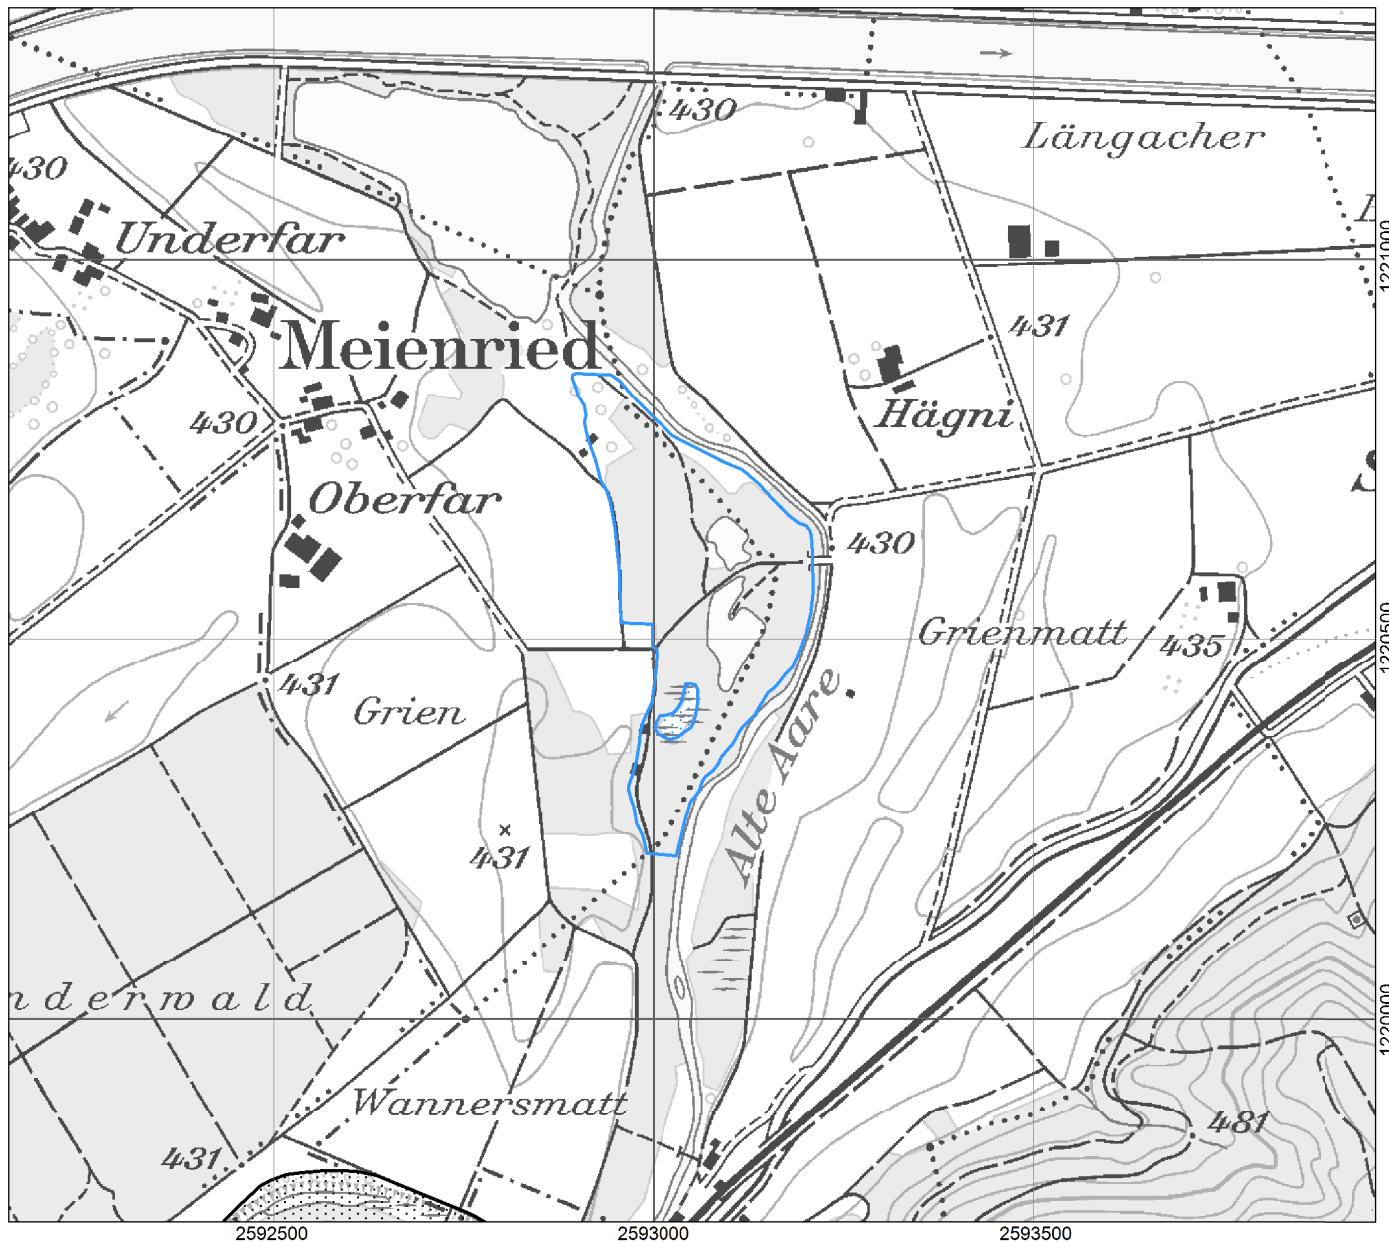 430
Längacher
430
Underfar
1221000
431
Meienried
Hägni
430
Oberfar
430
Grienmatt
435
1220500
431
Grien
Alte Aare
431
nderwald
1220000
Wannersmatt
481
431
2592500
2593000
2593500